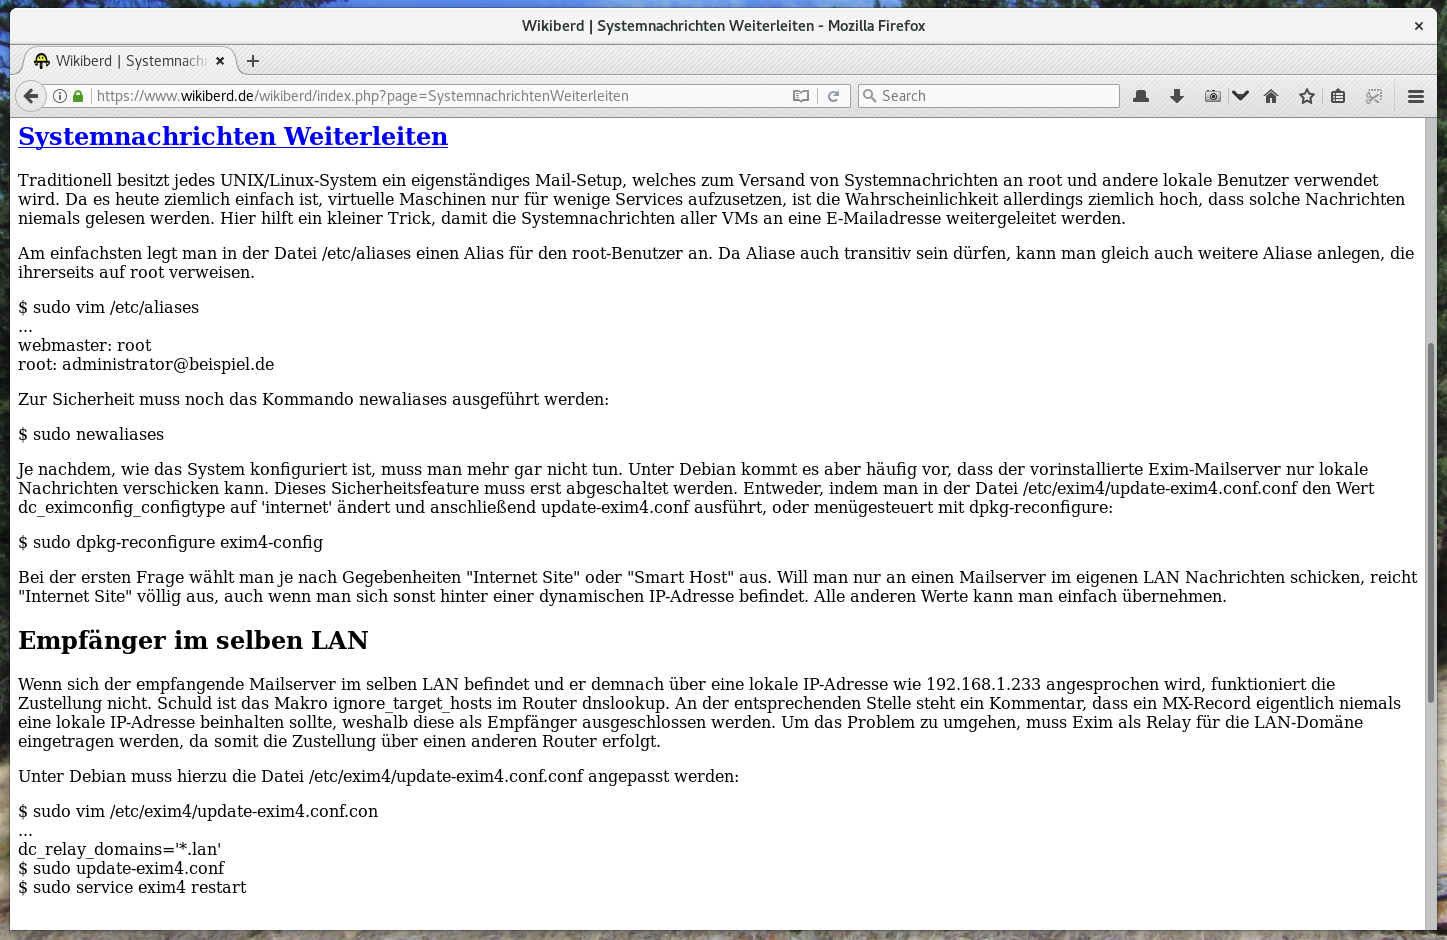 Wikiberd | Systemnachrichten Weiterleiten - Mozilla Firefox
Wikiberd | Systemnachr
https://www.wikiberd.de/wikiberd/index.php?page=SystemnachrichtenWeiterleiten
Search
Systemnachrichten Weiterleiten
Traditionell besitzt jedes UNIX/Linux-System ein eigenständiges Mail-Setup, welches zum Versand von Systemnachrichten an root und andere lokale Benutzer verwendet
wird. Da es heute ziemlich einfach ist, virtuelle Maschinen nur für wenige Services aufzusetzen, ist die Wahrscheinlichkeit allerdings ziemlich hoch, dass solche Nachrichten
niemals gelesen werden. Hier hilft ein kleiner Trick, damit die Systemnachrichten aller VMs an eine E-Mailadresse weitergeleitet werden.
Am einfachsten legt man in der Datei /etc/aliases einen Alias für den root-Benutzer an. Da Aliase auch transitiv sein dürfen, kann man gleich auch weitere Aliase anlegen, die
ihrerseits auf root verweisen.
$ sudo vim /etc/aliases
...
webmaster: root
root: administrator@beispiel.de
Zur Sicherheit muss noch das Kommando newaliases ausgeführt werden:
$ sudo newaliases
Je nachdem, wie das System konfiguriert ist, muss man mehr gar nicht tun. Unter Debian kommt es aber häufig vor, dass der vorinstallierte Exim-Mailserver nur lokale
Nachrichten verschicken kann. Dieses Sicherheitsfeature muss erst abgeschaltet werden. Entweder, indem man in der Datei /etc/exim4/update-exim4.conf.conf den Wert
dc_eximconfig_configtype auf 'internet' ändert und anschließend update-exim4.conf ausführt, oder menügesteuert mit dpkg-reconfigure:
$ sudo dpkg-reconfigure exim4-config
Bei der ersten Frage wählt man je nach Gegebenheiten "Internet Site" oder "Smart Host" aus. Will man nur an einen Mailserver im eigenen LAN Nachrichten schicken, reicht
"Internet Site" völlig aus, auch wenn man sich sonst hinter einer dynamischen IP-Adresse befindet. Alle anderen Werte kann man einfach übernehmen.
Empfänger im selben LAN
Wenn sich der empfangende Mailserver im selben LAN befindet und er demnach über eine lokale IP-Adresse wie 192.168.1.233 angesprochen wird, funktioniert die
Zustellung nicht. Schuld ist das Makro ignore_target_hosts im Router dnslookup. An der entsprechenden Stelle steht ein Kommentar, dass ein MX-Record eigentlich niemals
eine lokale IP-Adresse beinhalten sollte, weshalb diese als Empfänger ausgeschlossen werden. Um das Problem zu umgehen, muss Exim als Relay für die LAN-Domäne
eingetragen werden, da somit die Zustellung über einen anderen Router erfolgt.
Unter Debian muss hierzu die Datei /etc/exim4/update-exim4.conf.conf angepasst werden:
$ sudo vim /etc/exim4/update-exim4.conf.con
...
dc_relay_domains='*.lan'
$ sudo update-exim4.conf
$ sudo service exim4 restart